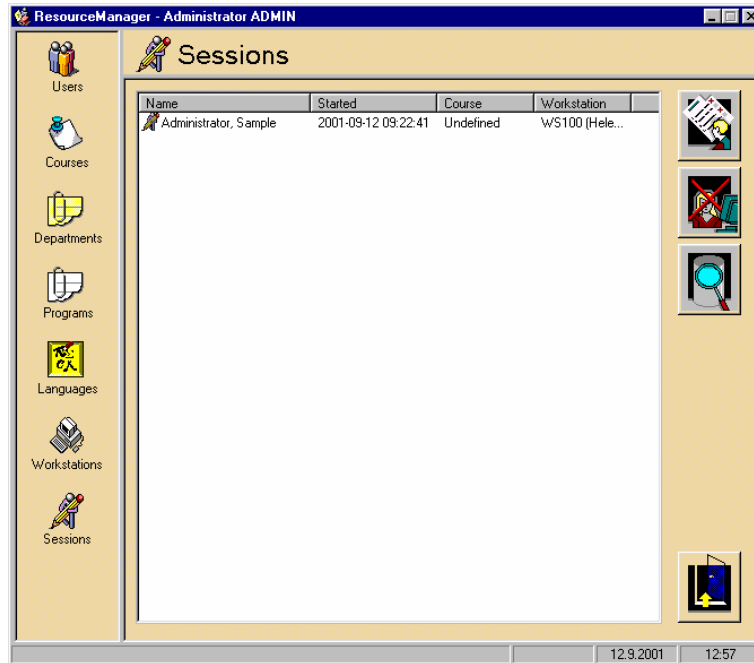 ResourceManager - Administrator ADMIN
Users
Courses
Departments
Programs
Languages
Workstations
Sessions
Sessions
Name Started Course Workstation
Administrator, Sample 2001-09-12 09:22:41 Undefined WS100 (Hele...
12.9.2001 12:57